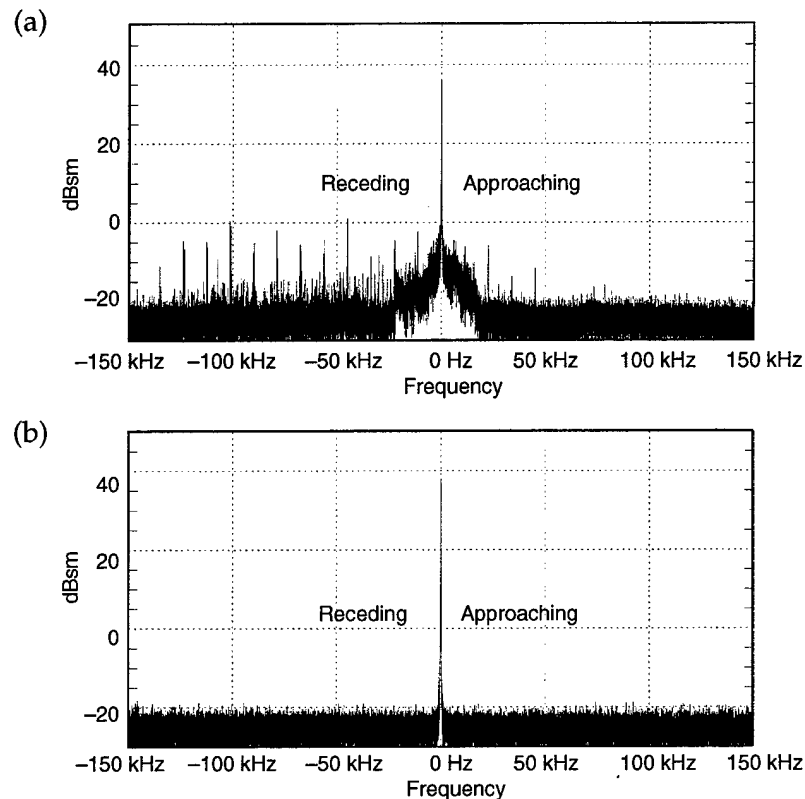 (a)
40
20
0
−20
dBsm
Receding Approaching
−150 kHz −100 kHz −50 kHz 0 Hz 50 kHz 100 kHz 150 kHz
Frequency
(b)
40
20
0
−20
dBsm
Receding Approaching
−150 kHz −100 kHz −50 kHz 0 Hz 50 kHz 100 kHz 150 kHz
Frequency